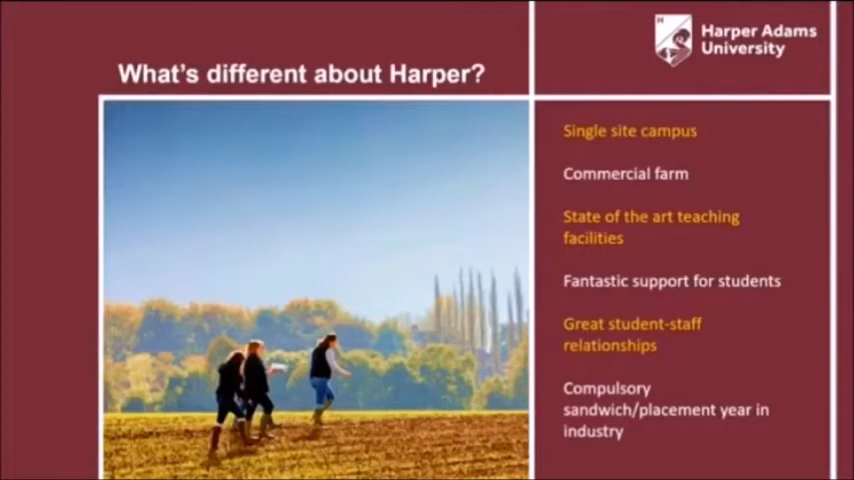 Harper Adams
University
What's different about Harper?
Single site campus
Commercial farm
State of the art teaching
facilities
Fantastic support for students
Great student-staff
relationships
Compulsory
sandwich/placement year in
industry